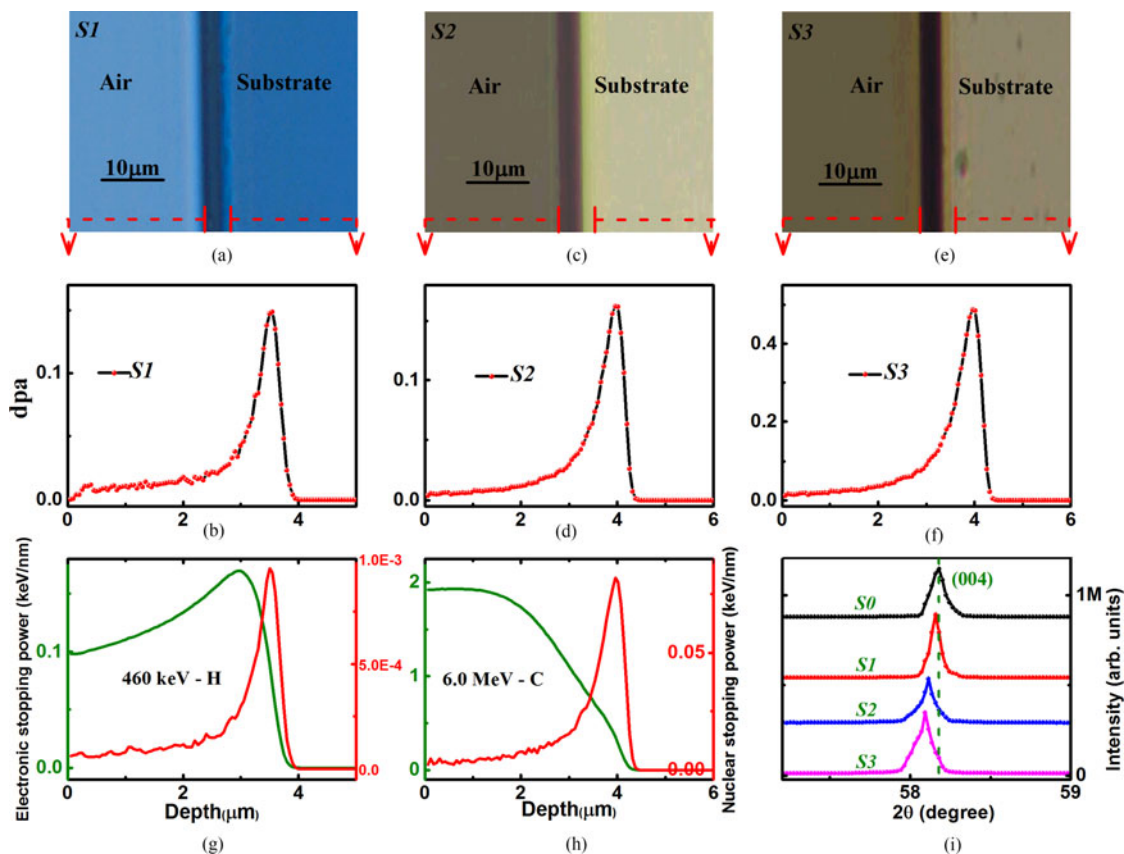 S1
Air
Substrate
10μm
(a)
S2
Air
Substrate
10μm
(c)
S3
Air
Substrate
10μm
(e)
dpa
0.1
0.0
S1
0 2 4
(b)
0.1
0.0
S2
0 2 4 6
(d)
0.4
0.2
0.0
S3
0 2 4 6
(f)
Electronic stopping power (keV/nm)
0.1
0.0
460 keV - H
1.0E-3
5.0E-4
0.0
0 2 4
Depth(μm)
(g)
2
1
0
6.0 MeV - C
0.05
0.00
Nuclear stopping power (keV/nm)
0 2 4 6
Depth(μm)
(h)
S0
S1
S2
S3
(004)
1M
0
Intensity (arb. units)
58 59
2θ (degree)
(i)